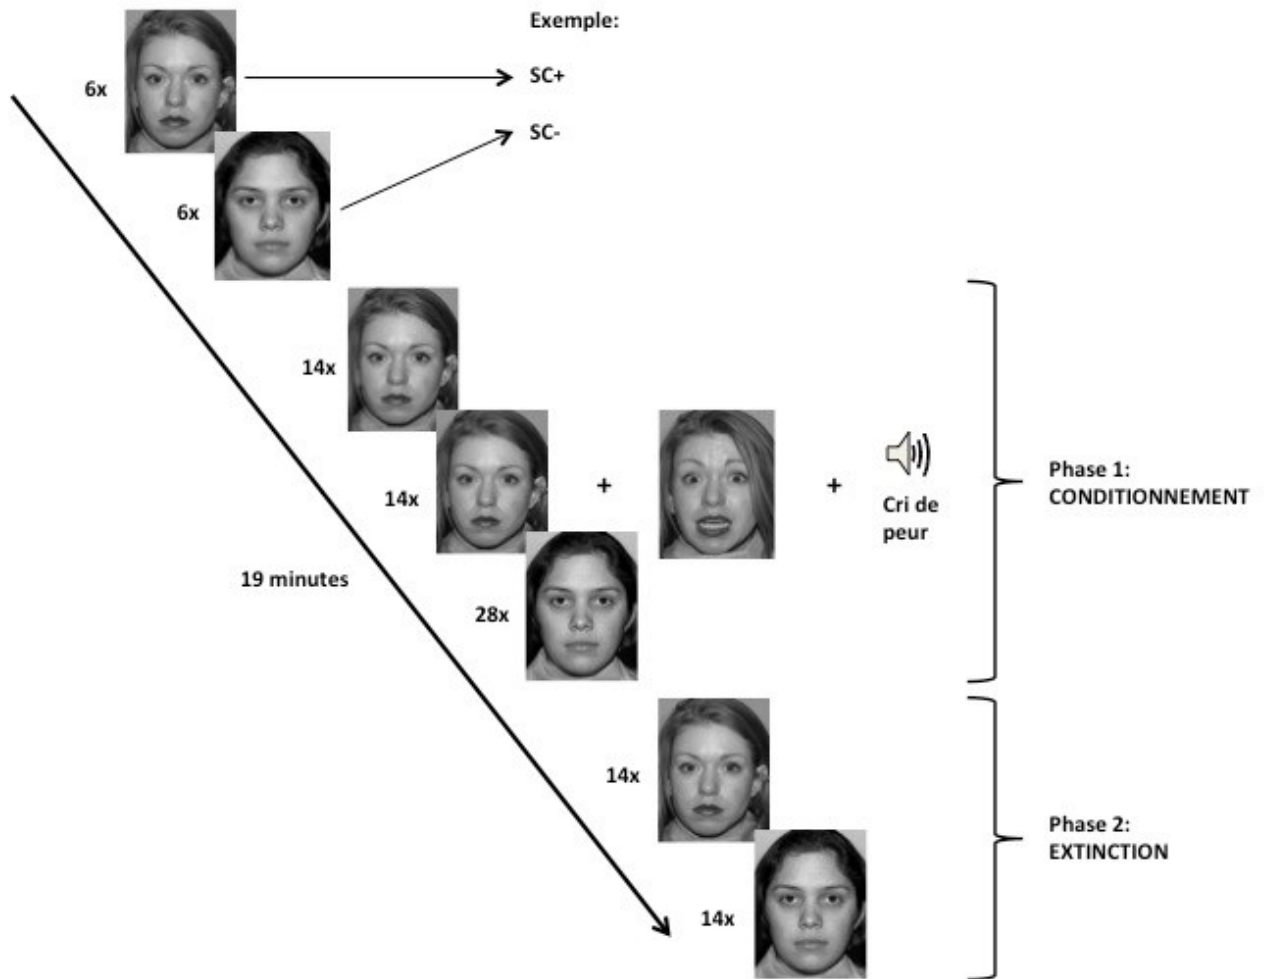 Exemple:
SC+
6x
SC-
6x
14x
14x
+
+
Cri de
peur
Phase 1:
CONDITIONNEMENT
19 minutes
28x
14x
Phase 2:
EXTINCTION
14x